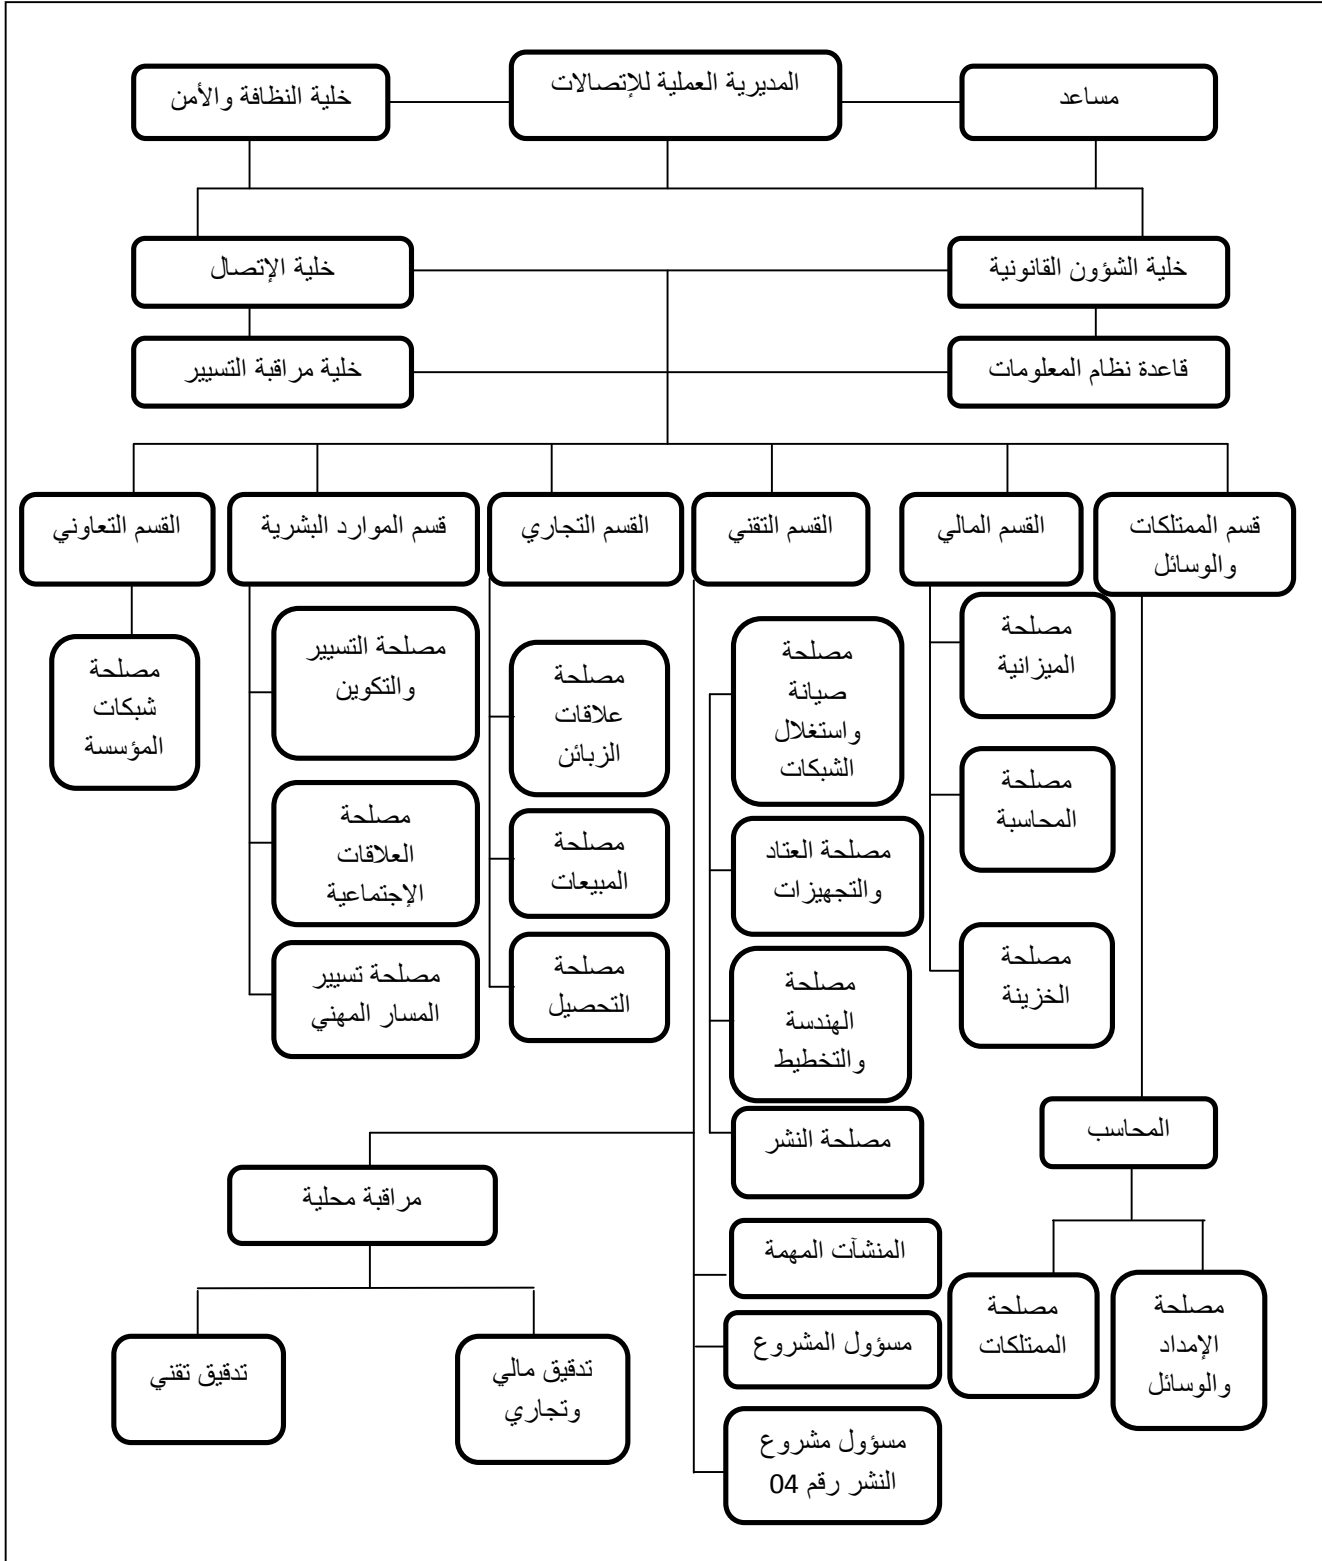 مساعد
المديرية العملية للإتصالات
خلية النظافة والأمن
خلية الشؤون القانونية
خلية الإتصال
قاعدة نظام المعلومات
خلية مراقبة التسيير
قسم الممتلكات
والوسائل
القسم المالي
القسم التقني
القسم التجاري
قسم الموارد البشرية
القسم التعاوني
مصلحة
الميزانية
مصلحة
المحاسبة
مصلحة
الخزينة
مصلحة
صيانة
واستغلال
الشبكات
مصلحة العتاد
والتجهيزات
مصلحة
الهندسة
والتخطيط
مصلحة النشر
مصلحة
علاقات
الزبائن
مصلحة
المبيعات
مصلحة
التحصيل
مصلحة التسيير
والتكوين
مصلحة
العلاقات
الإجتماعية
مصلحة تسيير
المسار المهني
مصلحة
شبكات
المؤسسة
المحاسب
مصلحة
الإمداد
والوسائل
مصلحة
الممتلكات
المنشآت المهمة
مسؤول المشروع
مسؤول مشروع
النشر رقم 04
مراقبة محلية
تدقيق مالي
وتجاري
تدقيق تقني